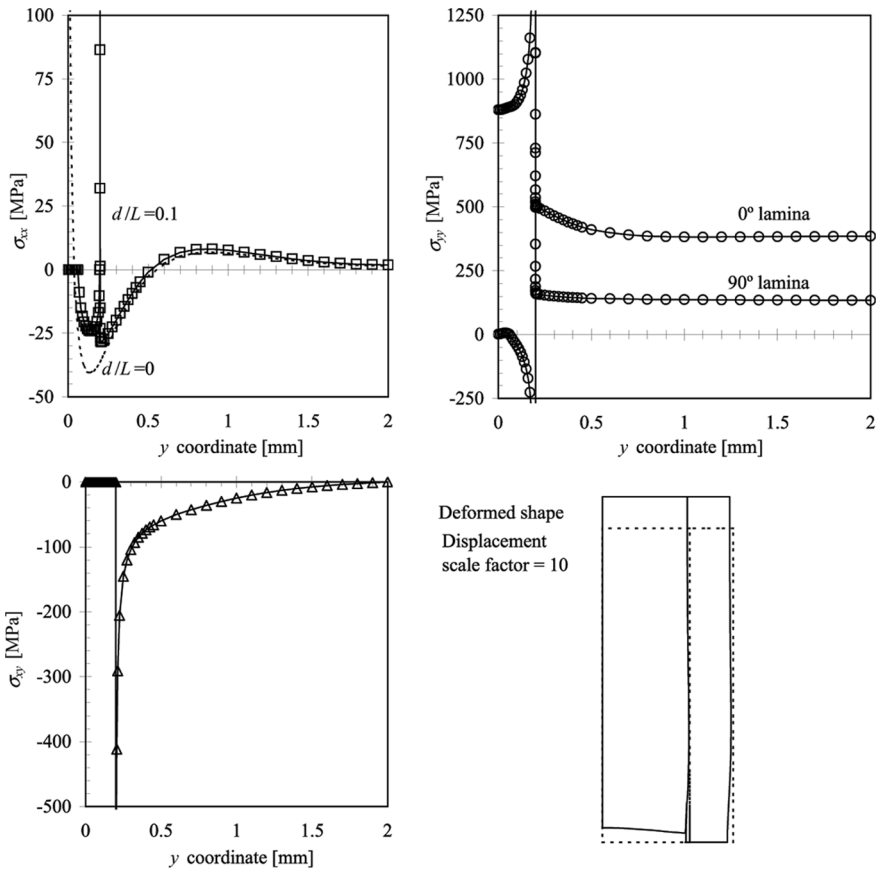 100
75
50
25
0
-25
-50
σxx [MPa]
d/L=0.1
d/L=0
0 0.5 1 1.5 2
y coordinate [mm]
1250
1000
750
500
250
0
-250
σyy [MPa]
0° lamina
90° lamina
0 0.5 1 1.5 2
y coordinate [mm]
0
-100
-200
-300
-400
-500
σxy [MPa]
0 0.5 1 1.5 2
y coordinate [mm]
Deformed shape
Displacement
scale factor = 10